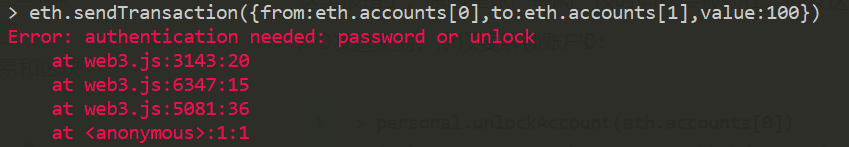 > eth.sendTransaction({from:eth.accounts[0],to:eth.accounts[1],value:100})
Error: authentication needed: password or unlock
    at web3.js:3143:20
    at web3.js:6347:15
    at web3.js:5081:36
    at <anonymous>:1:1
1    > personal.unlockAccount(eth.accounts[0])